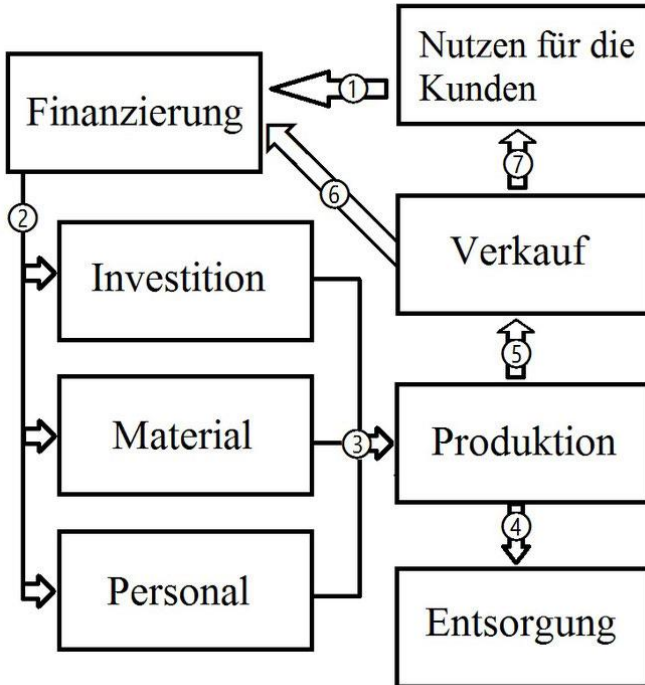 Nutzen für die
Kunden
1
Finanzierung
7
6
2
Verkauf
Investition
5
Material
3
Produktion
4
Personal
Entsorgung